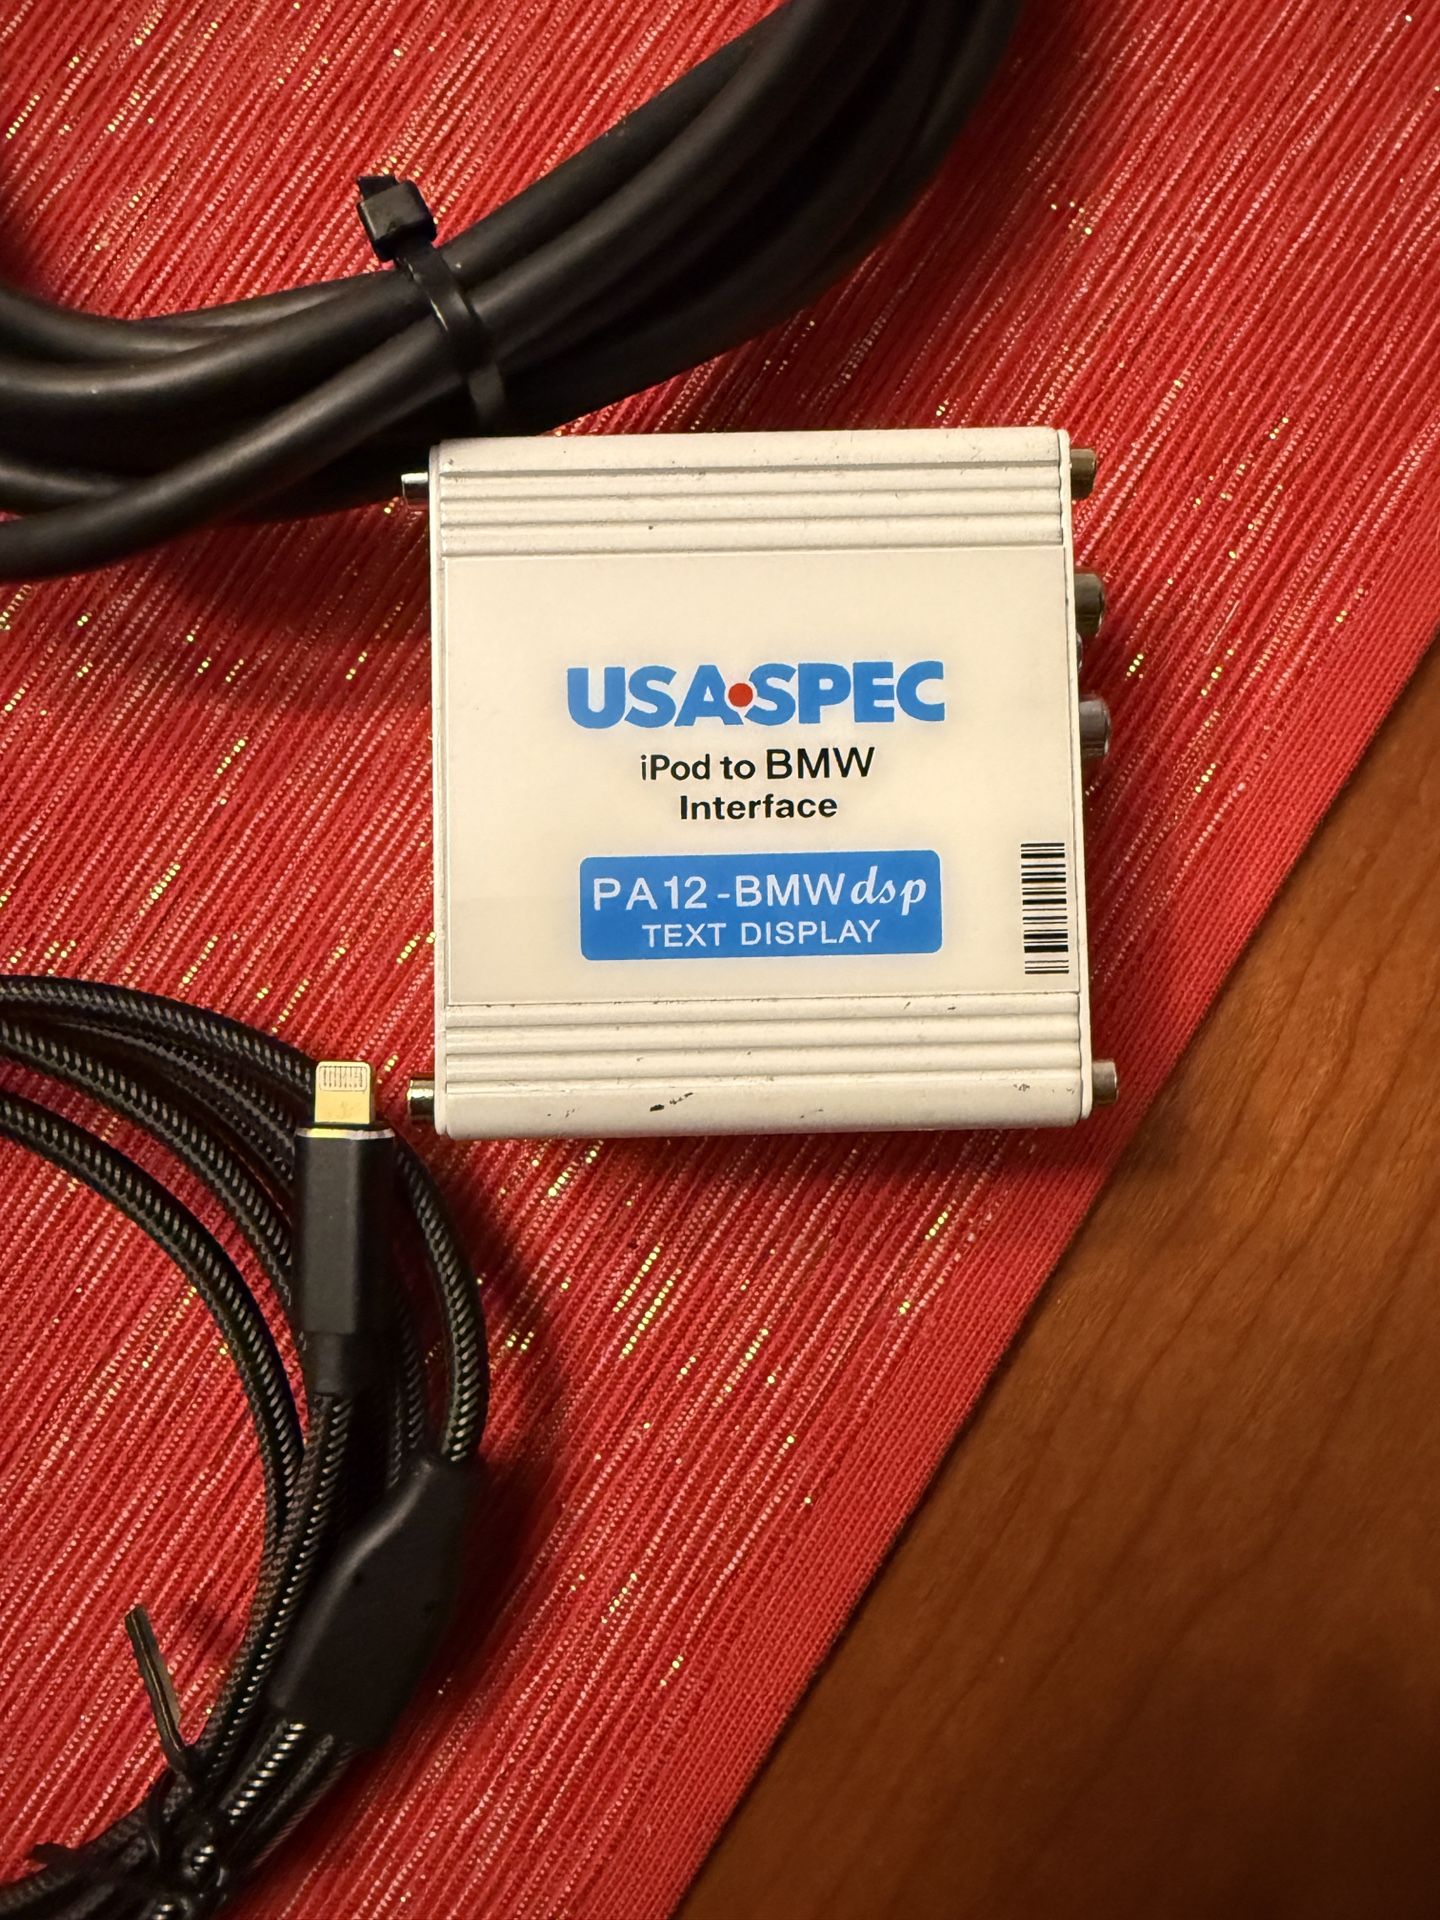 USA•SPEC
iPod to BMW
Interface
PA12-BMWdsp
TEXT DISPLAY